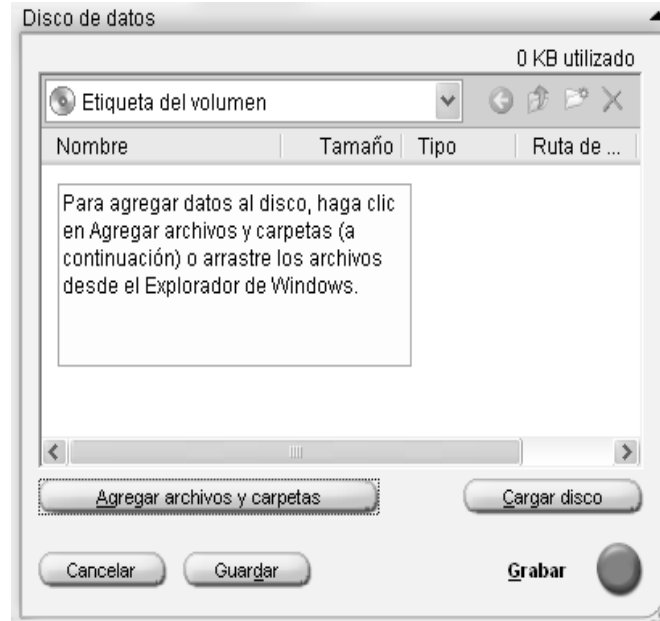 Disco de datos
0 KB utilizado
Etiqueta del volumen
Nombre Tamaño Tipo Ruta de ...
Para agregar datos al disco, haga clic
en Agregar archivos y carpetas (a
continuación) o arrastre los archivos
desde el Explorador de Windows.
Agregar archivos y carpetas Cargar disco
Cancelar Guardar Grabar